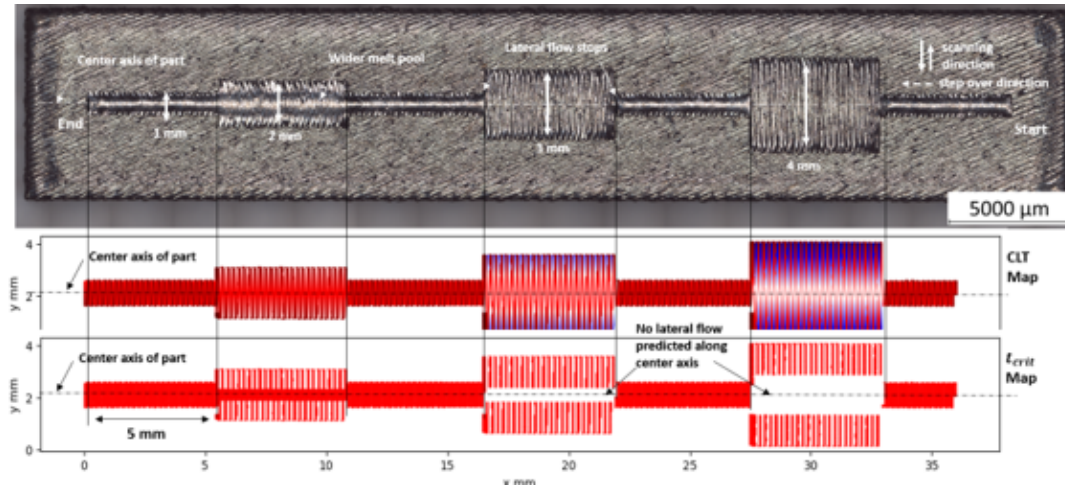 Center axis of part
Wider melt pool
Lateral flow stops
scanning
direction
step over direction
End
1 mm
2 mm
3 mm
4 mm
Start
5000 µm
4
2
y mm
Center axis of part
CLT
Map
4
2
0
y mm
Center axis of part
5 mm
No lateral flow
predicted along
center axis
t_crit
Map
0 5 10 15 20 25 30 35
x mm